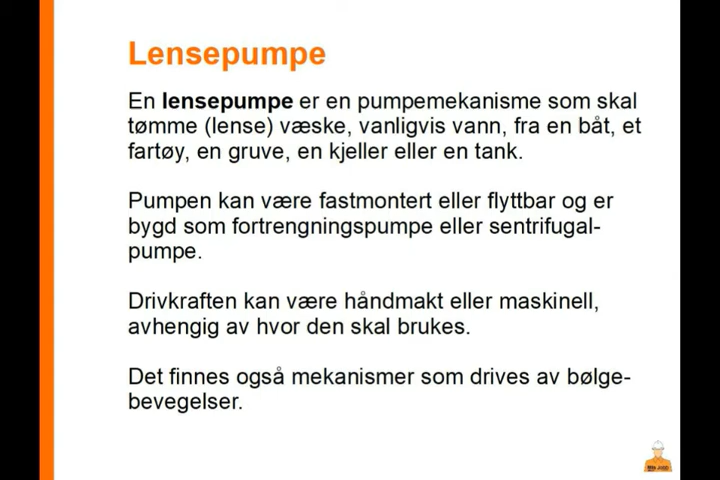 Lensepumpe
En lensepumpe er en pumpemekanisme som skal
tømme (lense) væske, vanligvis vann, fra en båt, et
fartøy, en gruve, en kjeller eller en tank.
Pumpen kan være fastmontert eller flyttbar og er
bygd som fortrengningspumpe eller sentrifugal-
pumpe.
Drivkraften kan være håndmakt eller maskinell,
avhengig av hvor den skal brukes.
Det finnes også mekanismer som drives av bølge-
bevegelser.